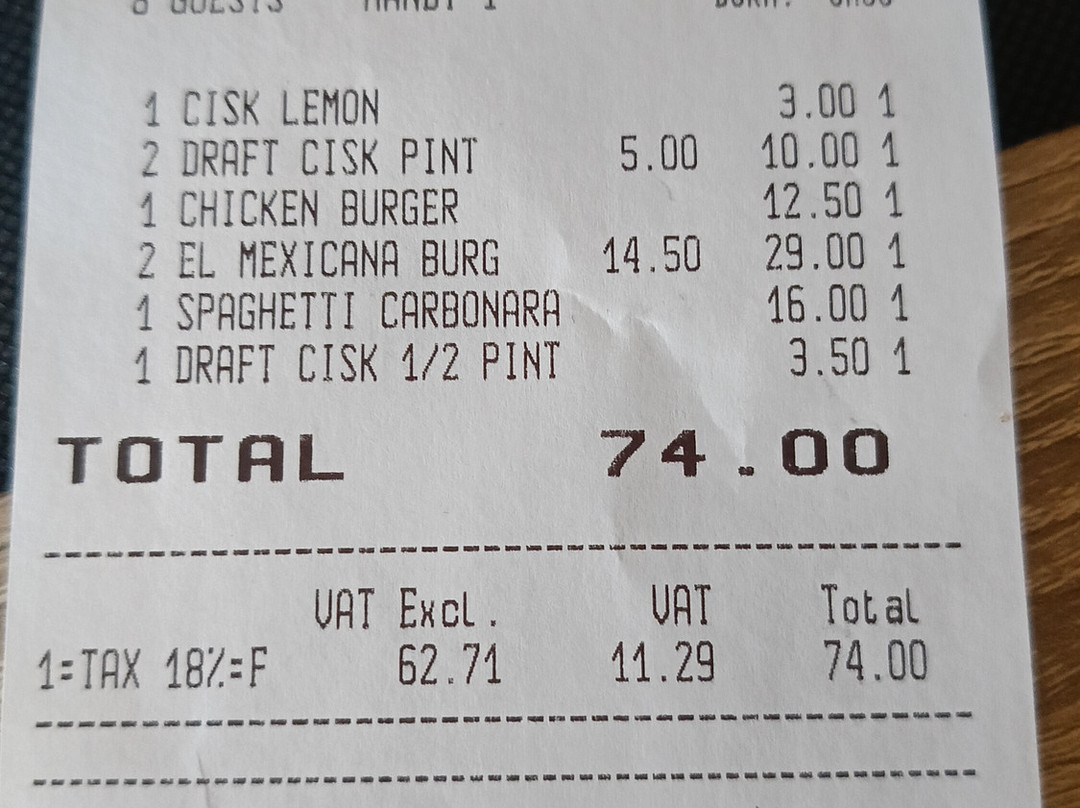 GUESTS
1 CISK LEMON 3.00 1
2 DRAFT CISK PINT 5.00 10.00 1
1 CHICKEN BURGER 12.50 1
2 EL MEXICANA BURG 14.50 29.00 1
1 SPAGHETTI CARBONARA 16.00 1
1 DRAFT CISK 1/2 PINT 3.50 1
TOTAL 74.00
VAT Excl. VAT Total
1=TAX 18%=F 62.71 11.29 74.00